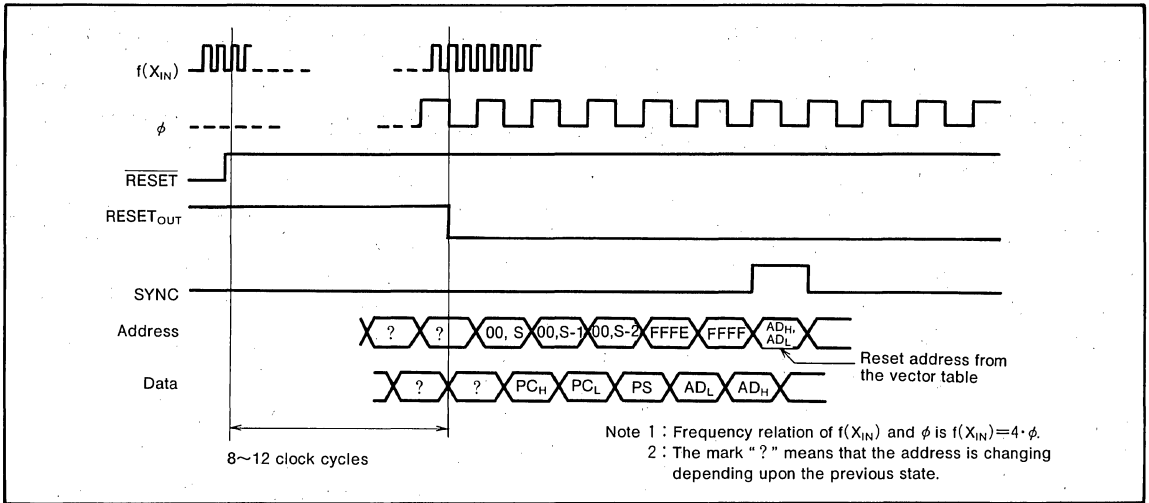 f(XIN)
φ
RESET
RESETOUT
SYNC
Address
? ? 00, S 00,S-1 00,S-2 FFFE FFFF ADH, ADL
Reset address from
the vector table
Data
? ? PCH PCL PS ADL ADH
8~12 clock cycles
Note 1 : Frequency relation of f(XIN) and φ is f(XIN)=4·φ.
2 : The mark "?" means that the address is changing
depending upon the previous state.